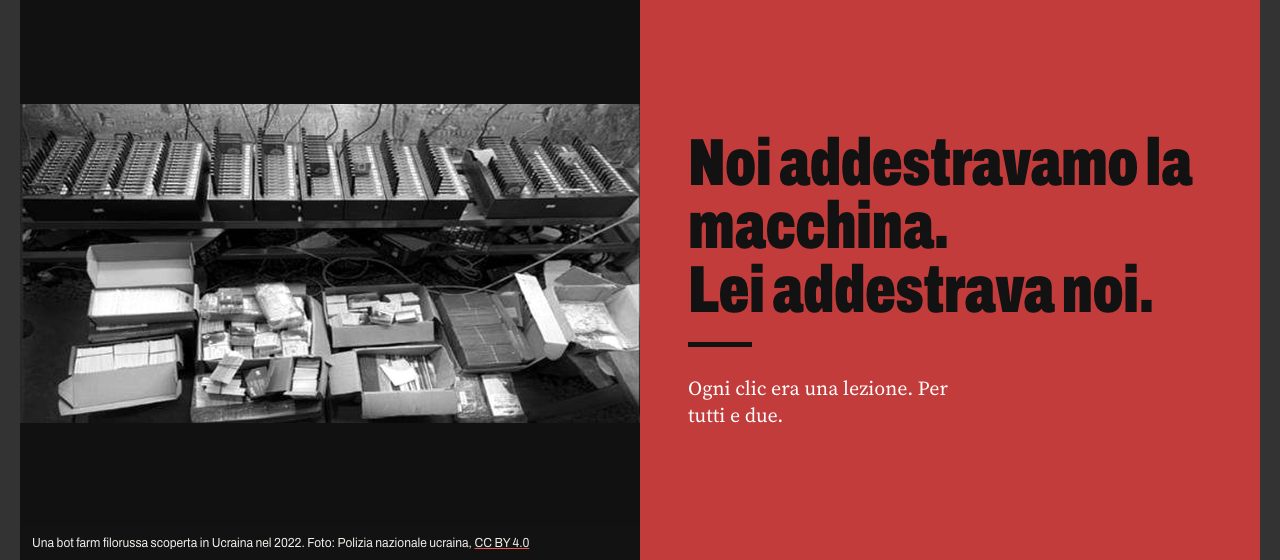 Noi addestravamo la
macchina.
Lei addestrava noi.
Ogni clic era una lezione. Per
tutti e due.
Una bot farm filorussa scoperta in Ucraina nel 2022. Foto: Polizia nazionale ucraina, CC BY 4.0